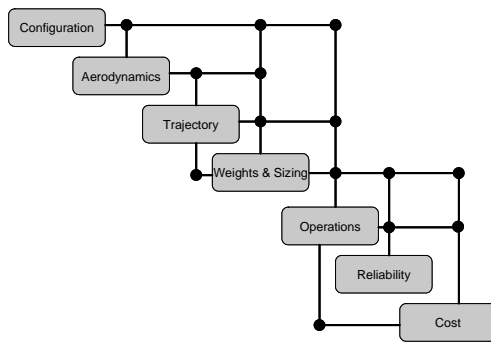 Configuration
Aerodynamics
Trajectory
Weights & Sizing
Operations
Reliability
Cost